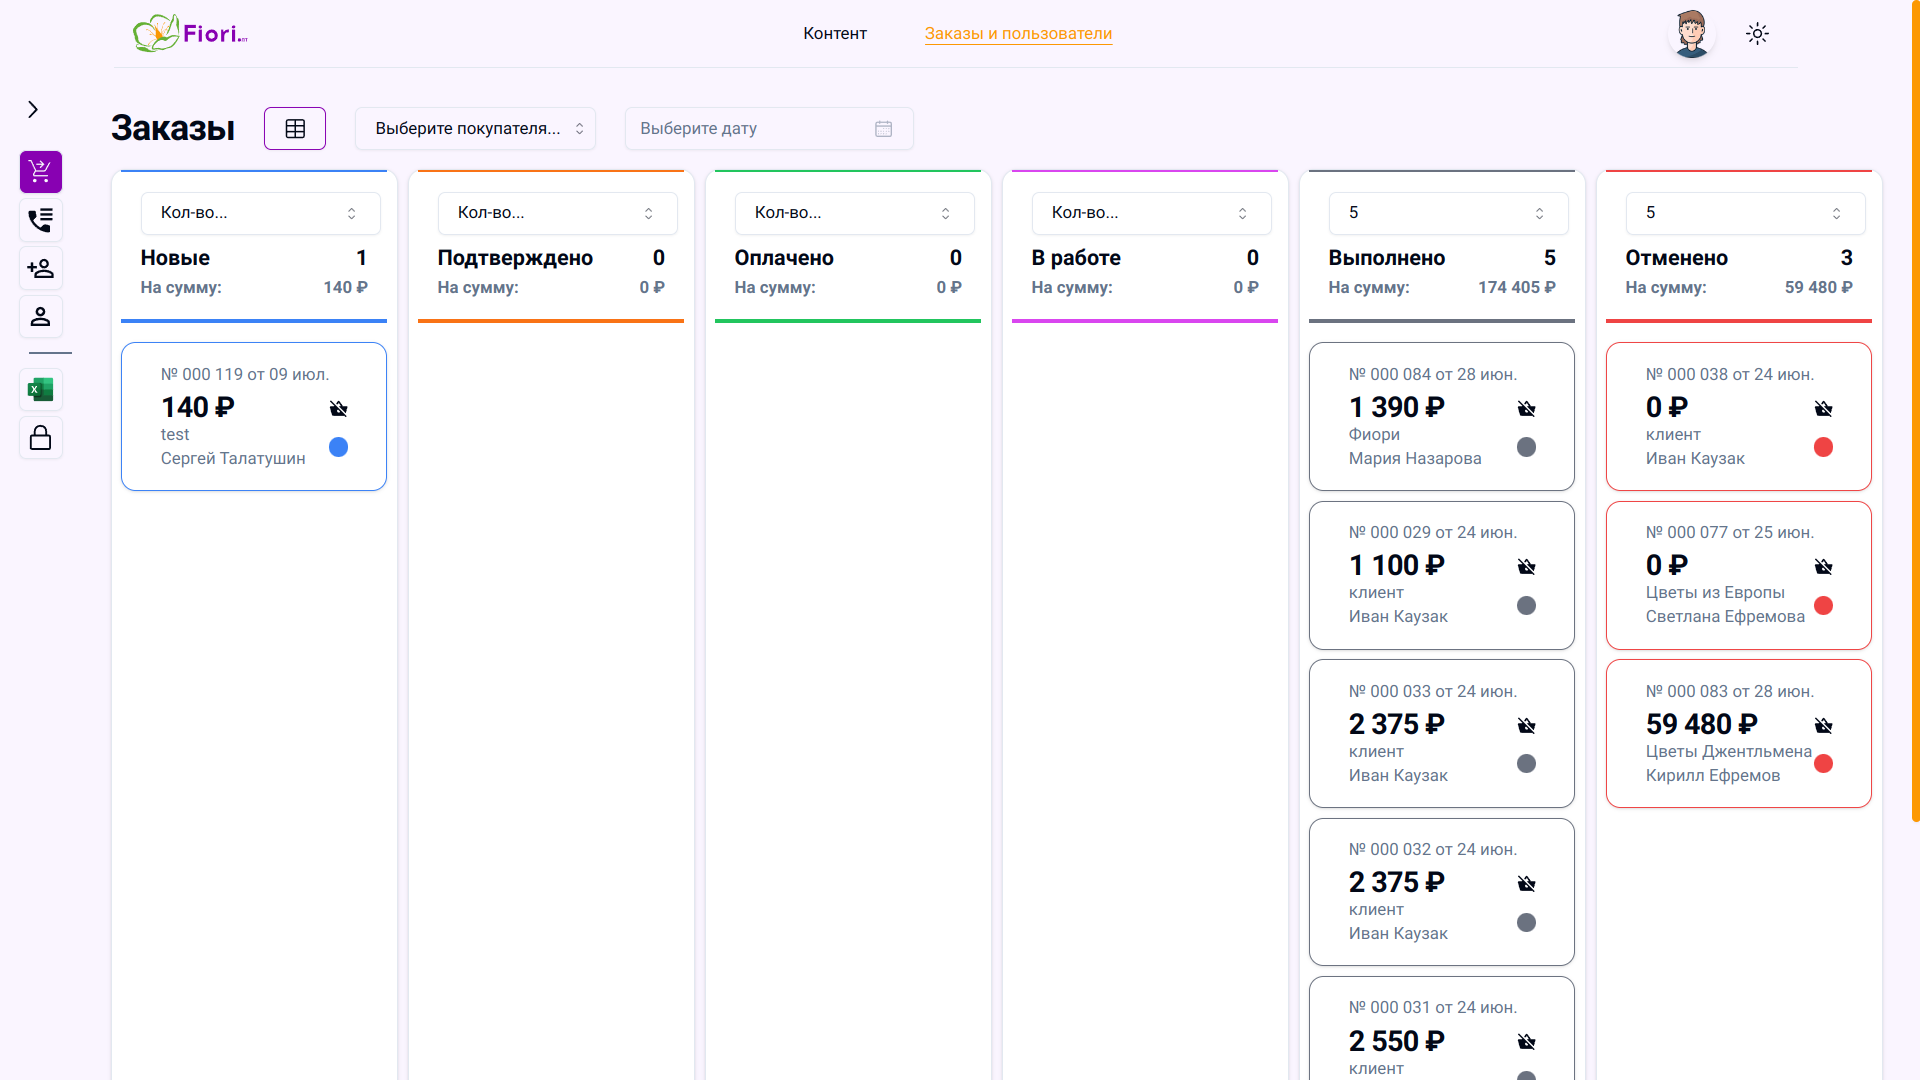 Fiori.
Контент
Заказы и пользователи
Заказы
Выберите покупателя...
Выберите дату
Кол-во...
Новые 1
На сумму: 140 ₽
№ 000 119 от 09 июл.
140 ₽
test
Сергей Талатушин
Кол-во...
Подтверждено 0
На сумму: 0 ₽
Кол-во...
Оплачено 0
На сумму: 0 ₽
Кол-во...
В работе 0
На сумму: 0 ₽
5
Выполнено 5
На сумму: 174 405 ₽
№ 000 084 от 28 июн.
1 390 ₽
Фиори
Мария Назарова
№ 000 029 от 24 июн.
1 100 ₽
клиент
Иван Каузак
№ 000 033 от 24 июн.
2 375 ₽
клиент
Иван Каузак
№ 000 032 от 24 июн.
2 375 ₽
клиент
Иван Каузак
№ 000 031 от 24 июн.
2 550 ₽
клиент
5
Отменено 3
На сумму: 59 480 ₽
№ 000 038 от 24 июн.
0 ₽
клиент
Иван Каузак
№ 000 077 от 25 июн.
0 ₽
Цветы из Европы
Светлана Ефремова
№ 000 083 от 28 июн.
59 480 ₽
Цветы Джентльмена
Кирилл Ефремов